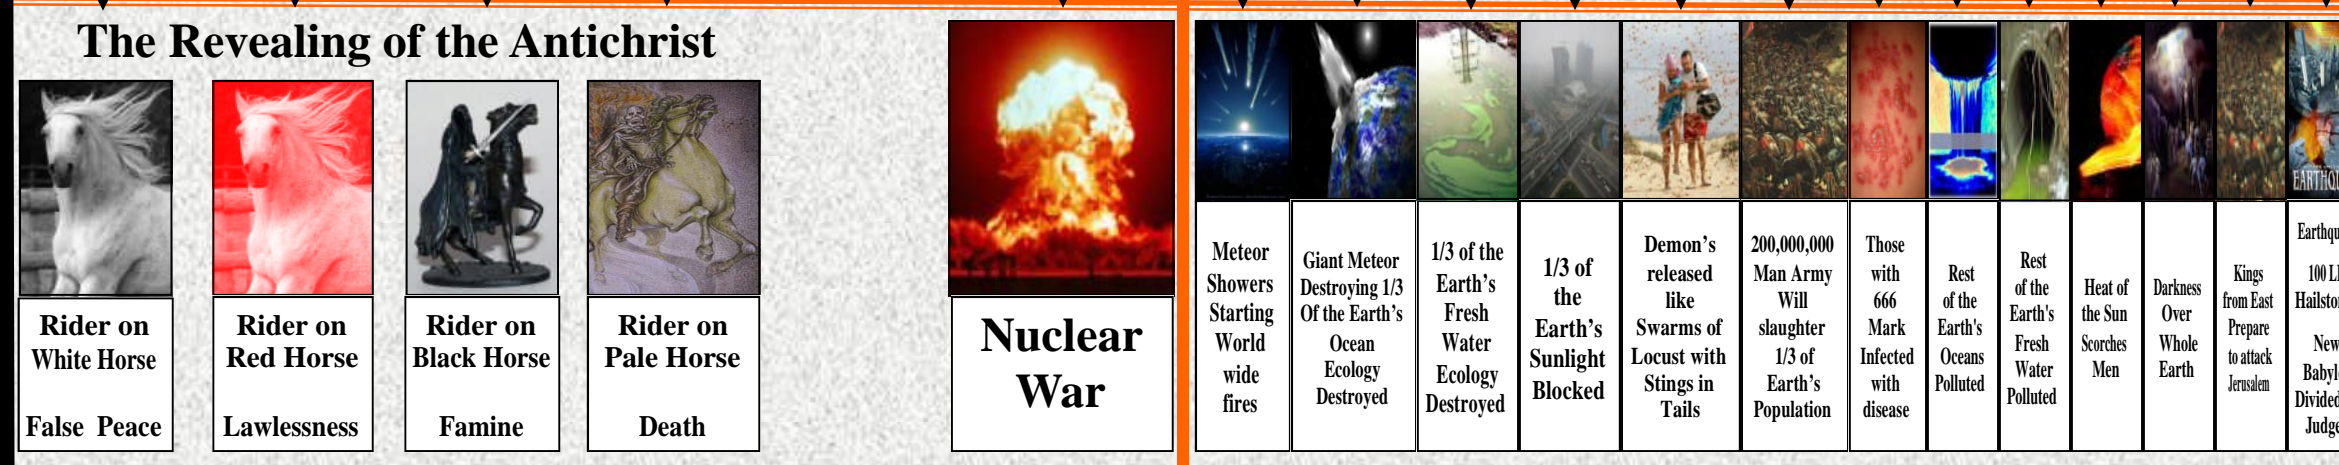 The Revealing of the Antichrist
Rider on
White Horse
False Peace
Rider on
Red Horse
Lawlessness
Rider on
Black Horse
Famine
Rider on
Pale Horse
Death
Nuclear
War
Meteor
Showers
Starting
World
wide
fires
Giant Meteor
Destroying 1/3
Of the Earth's
Ocean
Ecology
Destroyed
1/3 of the
Earth's
Fresh
Water
Ecology
Destroyed
1/3 of
the
Earth's
Sunlight
Blocked
Demon's
released
like
Swarms of
Locust with
Stings in
Tails
200,000,000
Man Army
Will
slaughter
1/3 of
Earth's
Population
Those
with
666
Mark
Infected
with
disease
Rest
of the
Earth's
Oceans
Polluted
Rest
of the
Earth's
Fresh
Water
Polluted
Heat of
the Sun
Scorches
Men
Darkness
Over
Whole
Earth
Kings
from East
Prepare
to attack
Jerusalem
100
New